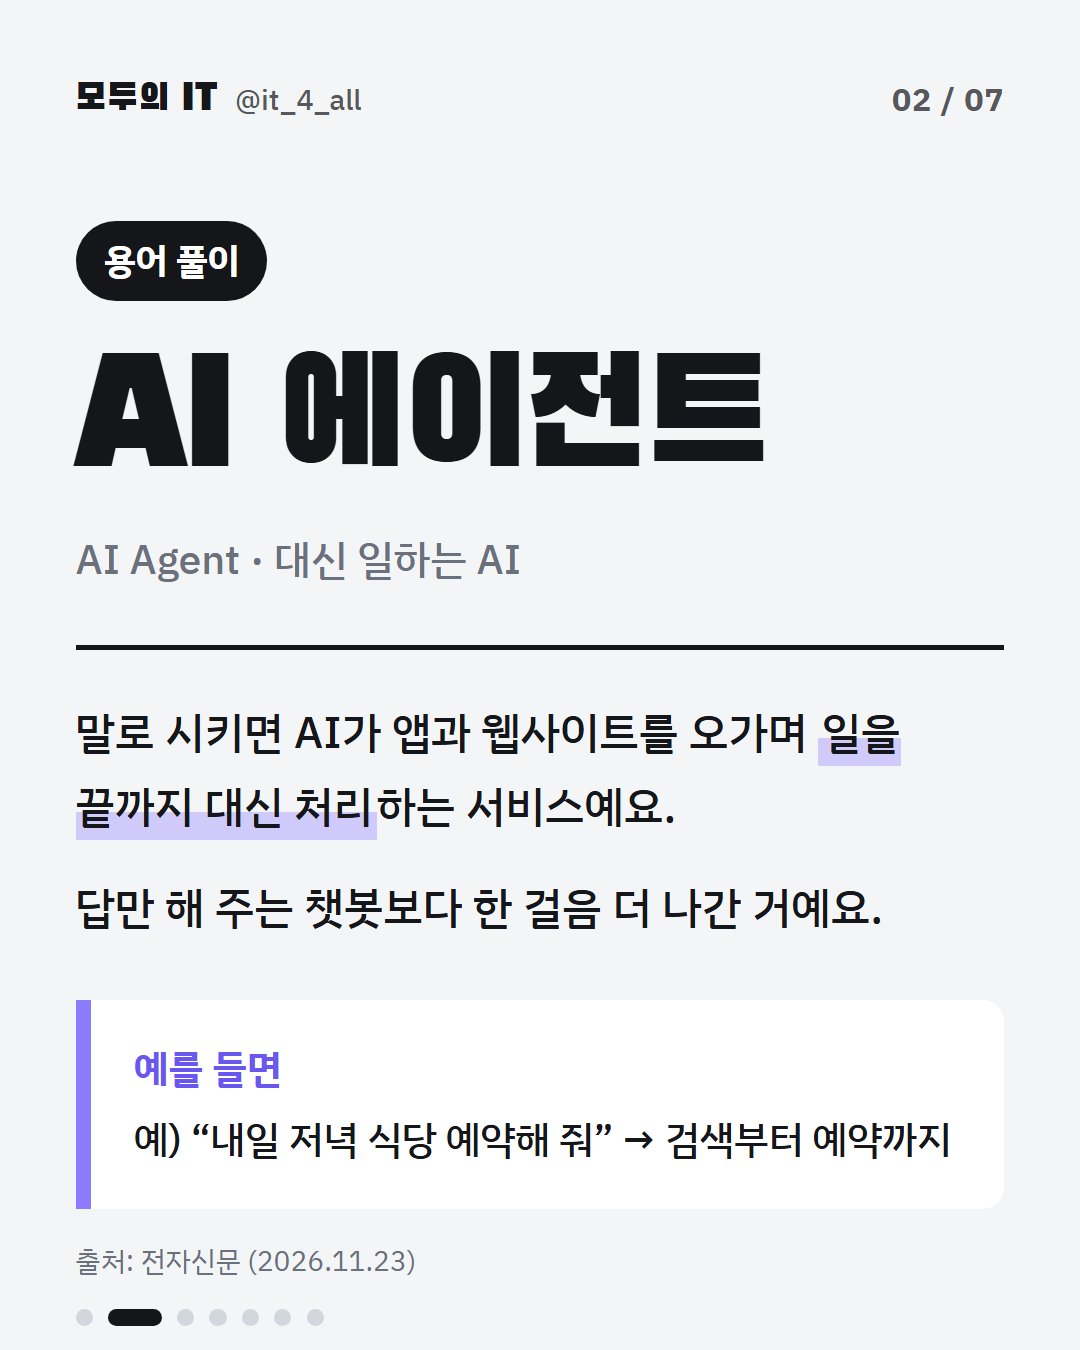 모두의 IT @it_4_all 02 / 07
용어 풀이
AI 에이전트
AI Agent · 대신 일하는 AI
말로 시키면 AI가 앱과 웹사이트를 오가며 일을
끝까지 대신 처리하는 서비스예요.
답만 해 주는 챗봇보다 한 걸음 더 나간 거예요.
예를 들면
예) “내일 저녁 식당 예약해 줘” → 검색부터 예약까지
출처: 전자신문 (2026.11.23)